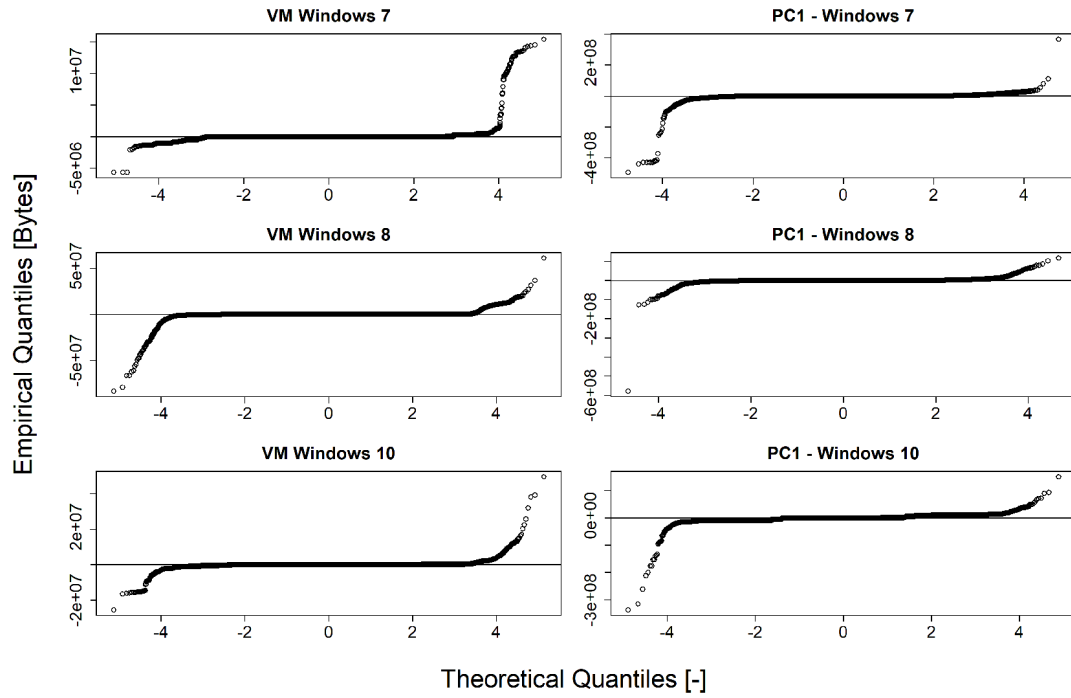 VM Windows 7
PC1 - Windows 7
-5e+06
1e+07
-4e+08
2e+08
-4 -2 0 2 4
-4 -2 0 2 4
VM Windows 8
PC1 - Windows 8
-5e+07
5e+07
-6e+08
-2e+08
-4 -2 0 2 4
-4 -2 0 2 4
VM Windows 10
PC1 - Windows 10
-2e+07
2e+07
-3e+08
0e+00
-4 -2 0 2 4
-4 -2 0 2 4
Empirical Quantiles [Bytes]
Theoretical Quantiles [-]